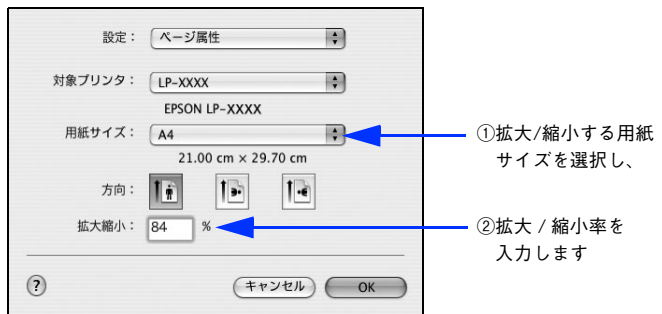 設定： ページ属性
対象プリンタ： LP-XXXX
EPSON LP-XXXX
用紙サイズ： A4
21.00 cm × 29.70 cm
①拡大/縮小する用紙
サイズを選択し、
方向：
拡大縮小： 84 %
②拡大 / 縮小率を
入力します
? キャンセル OK